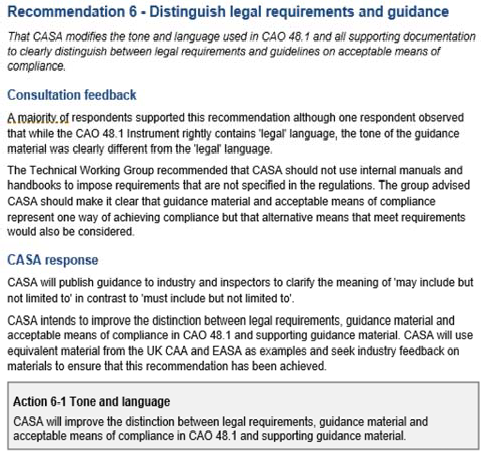 Recommendation 6 - Distinguish legal requirements and guidance
That CASA modifies the tone and language used in CAO 48.1 and all supporting documentation
to clearly distinguish between legal requirements and guidelines on acceptable means of
compliance.
Consultation feedback
A majority of respondents supported this recommendation although one respondent observed
that while the CAO 48.1 Instrument rightly contains 'legal' language, the tone of the guidance
material was clearly different from the 'legal' language.
The Technical Working Group recommended that CASA should not use internal manuals and
handbooks to impose requirements that are not specified in the regulations. The group advised
CASA should make it clear that guidance material and acceptable means of compliance
represent one way of achieving compliance but that alternative means that meet requirements
would also be considered.
CASA response
CASA will publish guidance to industry and inspectors to clarify the meaning of 'may include but
not limited to' in contrast to 'must include but not limited to'.
CASA intends to improve the distinction between legal requirements, guidance material and
acceptable means of compliance in CAO 48.1 and supporting guidance material. CASA will use
equivalent material from the UK CAA and EASA as examples and seek industry feedback on
materials to ensure that this recommendation has been achieved.
Action 6-1 Tone and language
CASA will improve the distinction between legal requirements, guidance material and
acceptable means of compliance in CAO 48.1 and supporting guidance material.